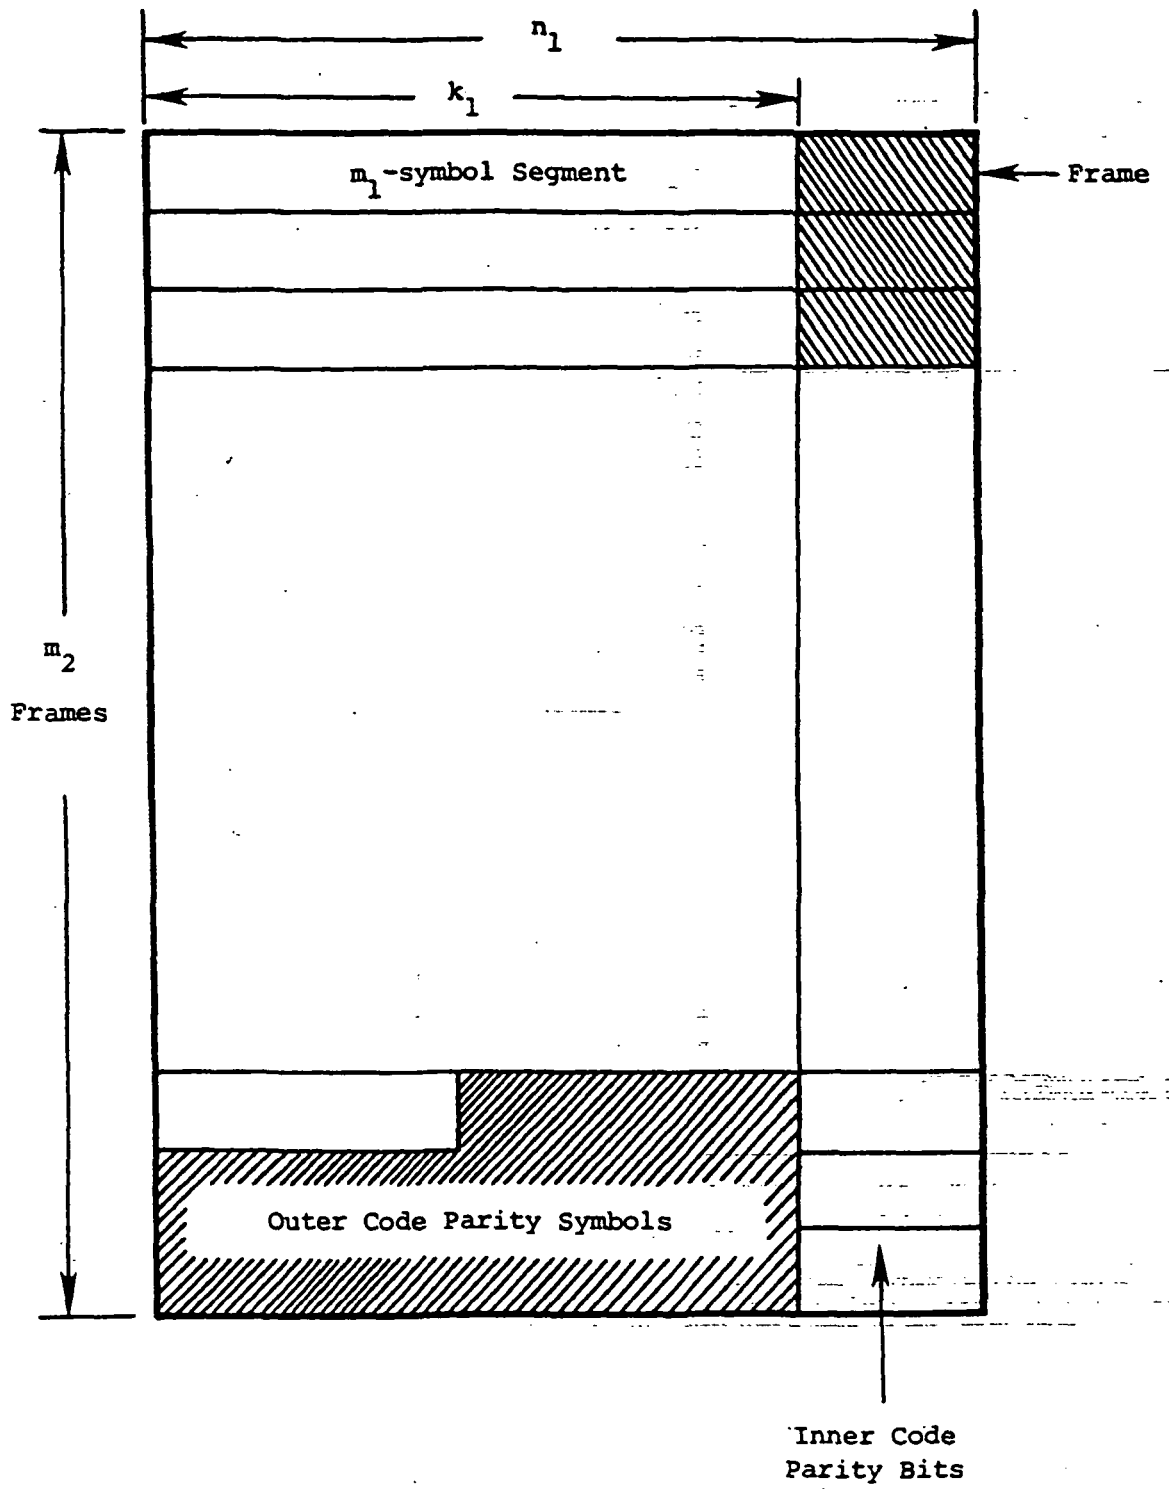 n₁
k₁
m₁-symbol Segment
Frame
m₂
Frames
Outer Code Parity Symbols
Inner Code
Parity Bits